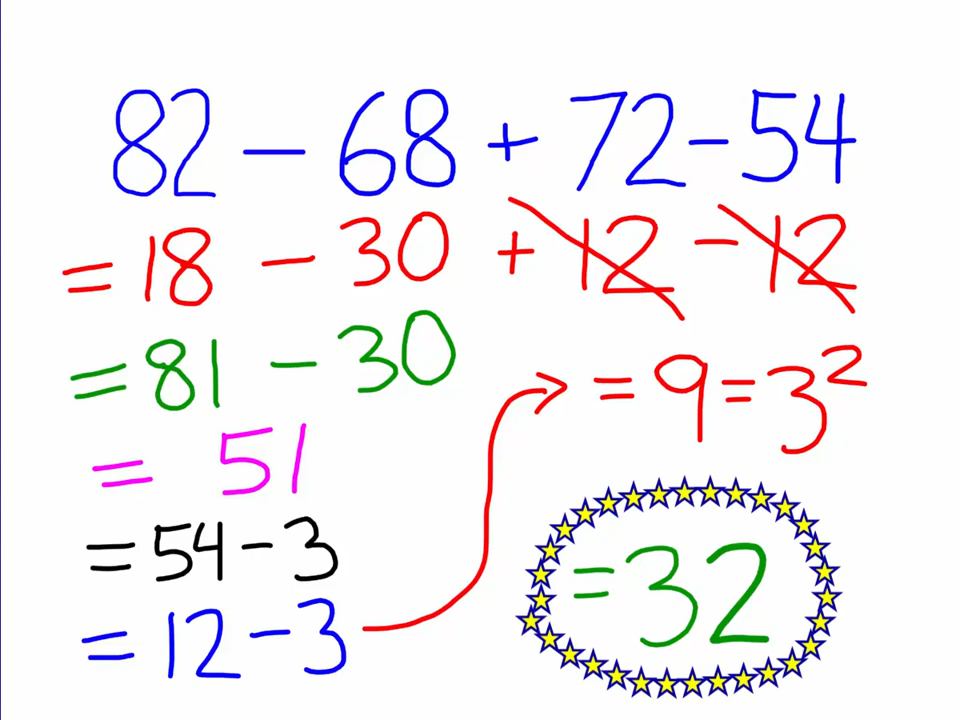 82 - 68 + 72 - 54
= 18 - 30 + 12 - 12
= 81 - 30
= 51
= 54 - 3
= 12 - 3
= 9 = 3²
= 32